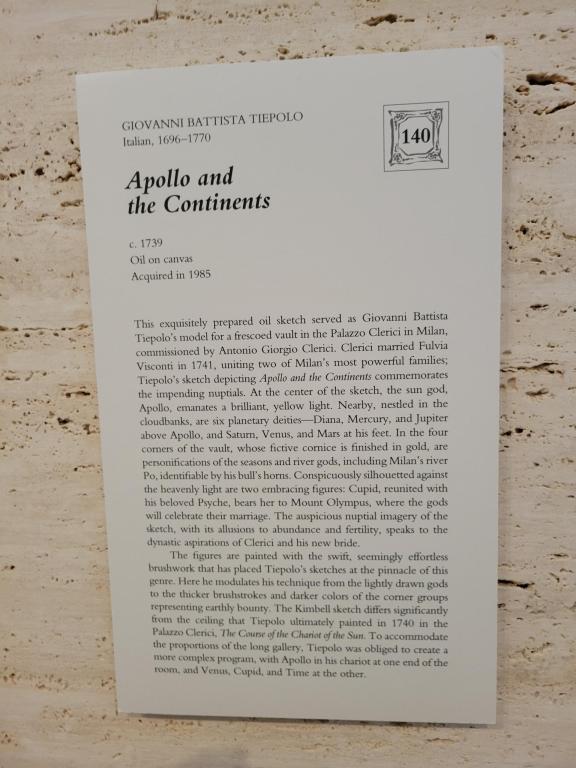 GIOVANNI BATTISTA TIEPOLO
Italian, 1696–1770
140
Apollo and
the Continents
c. 1739
Oil on canvas
Acquired in 1985
This exquisitely prepared oil sketch served as Giovanni Battista
Tiepolo's model for a frescoed vault in the Palazzo Clerici in Milan,
commissioned by Antonio Giorgio Clerici. Clerici married Fulvia
Visconti in 1741, uniting two of Milan's most powerful families;
Tiepolo's sketch depicting Apollo and the Continents commemorates
the impending nuptials. At the center of the sketch, the sun god,
Apollo, emanates a brilliant, yellow light. Nearby, nestled in the
cloudbanks, are six planetary deities—Diana, Mercury, and Jupiter
above Apollo, and Saturn, Venus, and Mars at his feet. In the four
corners of the vault, whose fictive cornice is finished in gold, are
personifications of the seasons and river gods, including Milan's river
Po, identifiable by his bull's horns. Conspicuously silhouetted against
the heavenly light are two embracing figures: Cupid, reunited with
his beloved Psyche, bears her to Mount Olympus, where the gods
will celebrate their marriage. The auspicious nuptial imagery of the
sketch, with its allusions to abundance and fertility, speaks to the
dynastic aspirations of Clerici and his new bride.
The figures are painted with the swift, seemingly effortless
brushwork that has placed Tiepolo's sketches at the pinnacle of this
genre. Here he modulates his technique from the lightly drawn gods
to the thicker brushstrokes and darker colors of the corner groups
representing earthly bounty. The Kimbell sketch differs significantly
from the ceiling that Tiepolo ultimately painted in 1740 in the
Palazzo Clerici, The Course of the Chariot of the Sun. To accommodate
the proportions of the long gallery, Tiepolo was obliged to create a
more complex program, with Apollo in his chariot at one end of the
room, and Venus, Cupid, and Time at the other.